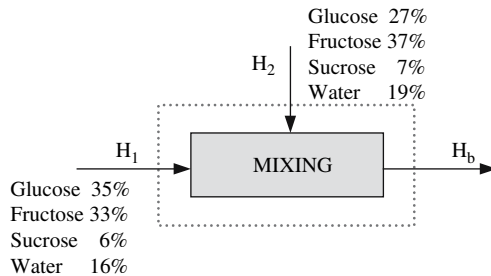 Glucose 27%
Fructose 37%
Sucrose 7%
Water 19%
H2
H1
MIXING
Hb
Glucose 35%
Fructose 33%
Sucrose 6%
Water 16%